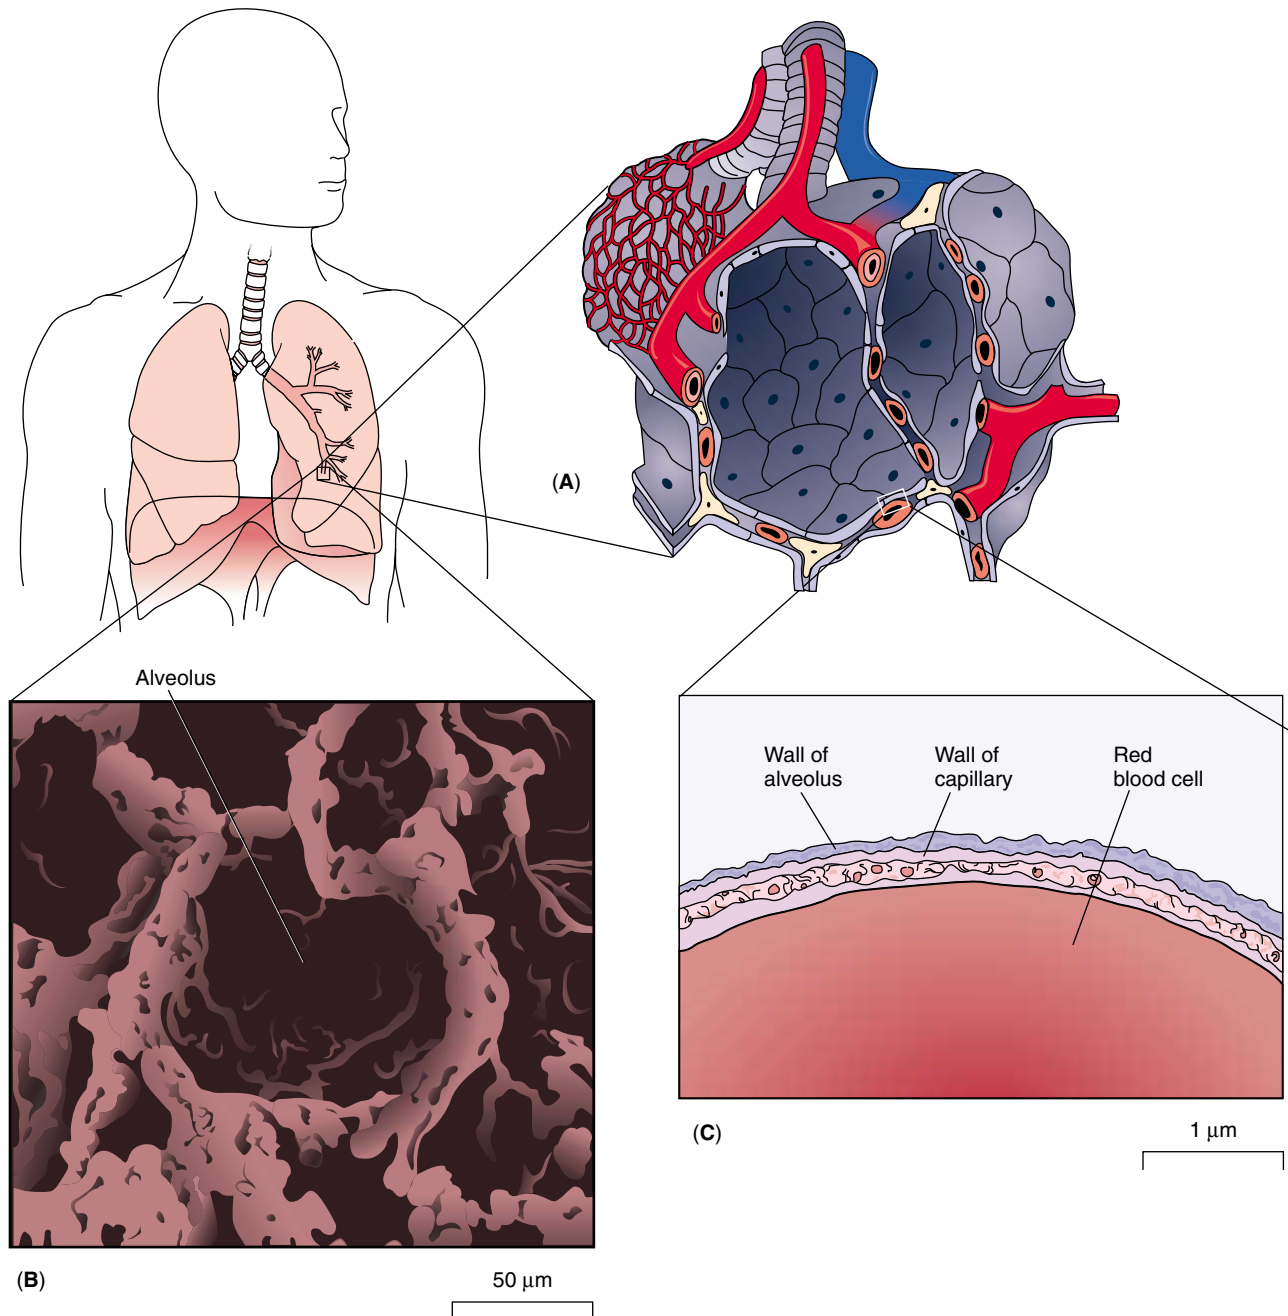 (A)
Alveolus
Wall of
alveolus
Wall of
capillary
Red
blood cell
(C)
1 μm
(B)
50 μm